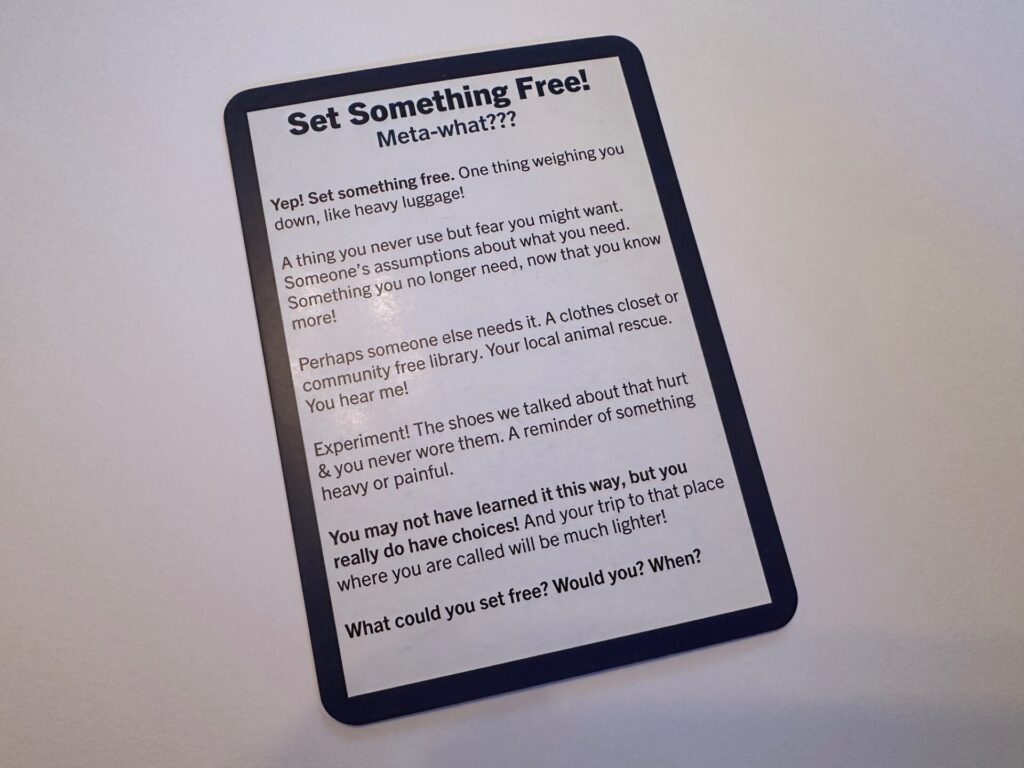 Set Something Free!
Meta-what???
Yep! Set something free. One thing weighing you
down, like heavy luggage!
A thing you never use but fear you might want.
Someone's assumptions about what you need.
Something you no longer need, now that you know
more!
Perhaps someone else needs it. A clothes closet or
community free library. Your local animal rescue.
You hear me!
Experiment! The shoes we talked about that hurt
& you never wore them. A reminder of something
heavy or painful.
You may not have learned it this way, but you
really do have choices! And your trip to that place
where you are called will be much lighter!
What could you set free? Would you? When?